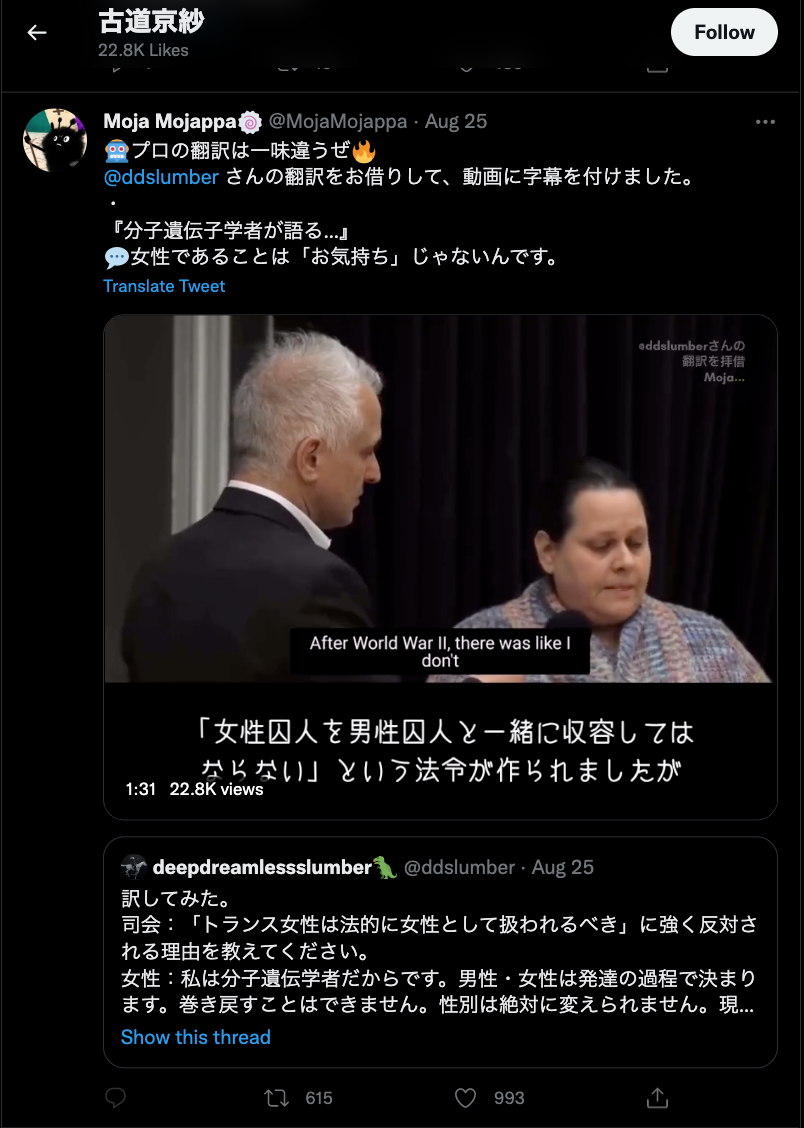 古道京紗
22.8K Likes
Follow
Moja Mojappa🍥 @MojaMojappa · Aug 25
プロの翻訳は一味違うぜ🔥
@ddslumber さんの翻訳をお借りして、動画に字幕を付けました。
・
『分子遺伝子学者が語る...』
💬女性であることは「お気持ち」じゃないんです。
Translate Tweet
@ddslumberさんの
翻訳を拝借
Moja...
After World War II, there was like I
don't
「女性囚人を男性囚人と一緒に収容しては
ならない」という法令が作られましたが
1:31 22.8K views
deepdreamlessslumber🦖 @ddslumber · Aug 25
訳してみた。
司会：「トランス女性は法的に女性として扱われるべき」に強く反対さ
れる理由を教えてください。
女性：私は分子遺伝学者だからです。男性・女性は発達の過程で決まり
ます。巻き戻すことはできません。性別は絶対に変えられません。現...
Show this thread
615
993